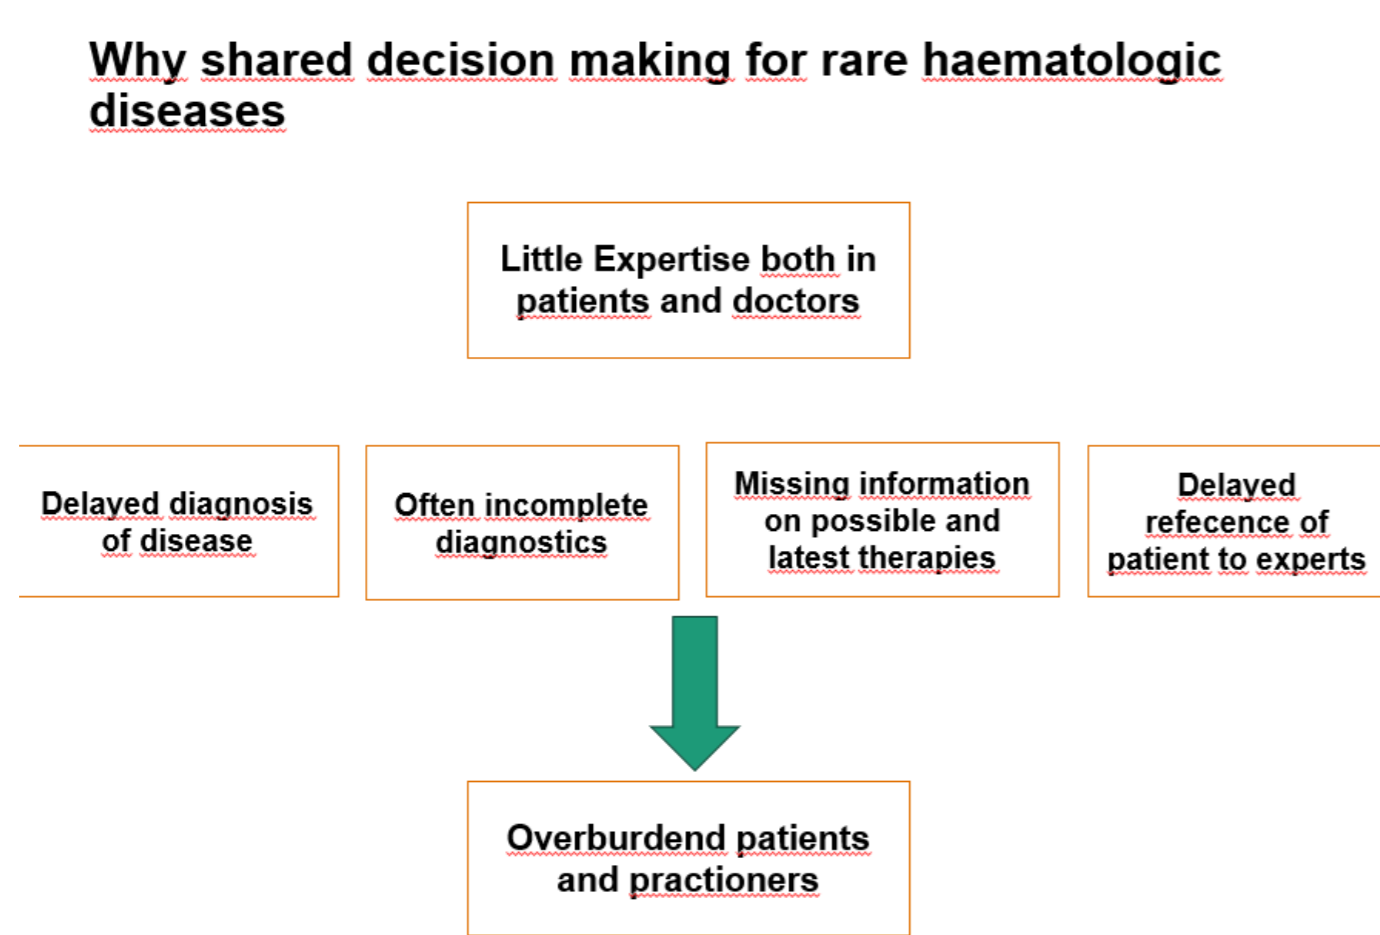 Why shared decision making for rare haematologic
diseases
Little Expertise both in
patients and doctors
Delayed diagnosis
of disease
Often incomplete
diagnostics
Missing information
on possible and
latest therapies
Delayed
refecence of
patient to experts
Overburdend patients
and practioners